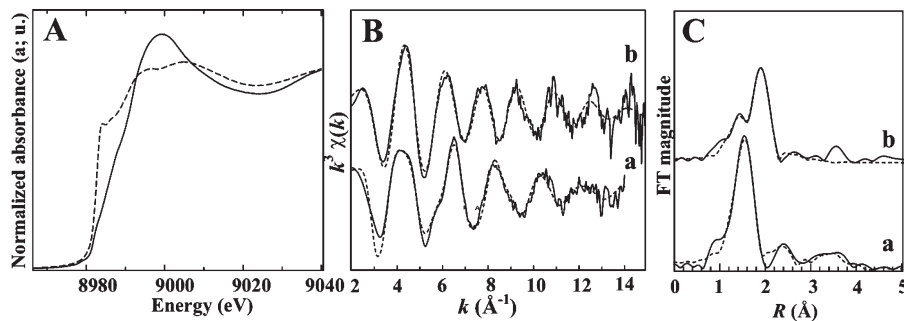 A
Normalized absorbance (a; u.)
8980 9000 9020 9040
Energy (eV)
B
b
a
k³ χ(k)
2 4 6 8 10 12 14
k (Å⁻¹)
C
b
a
FT magnitude
0 1 2 3 4 5
R (Å)